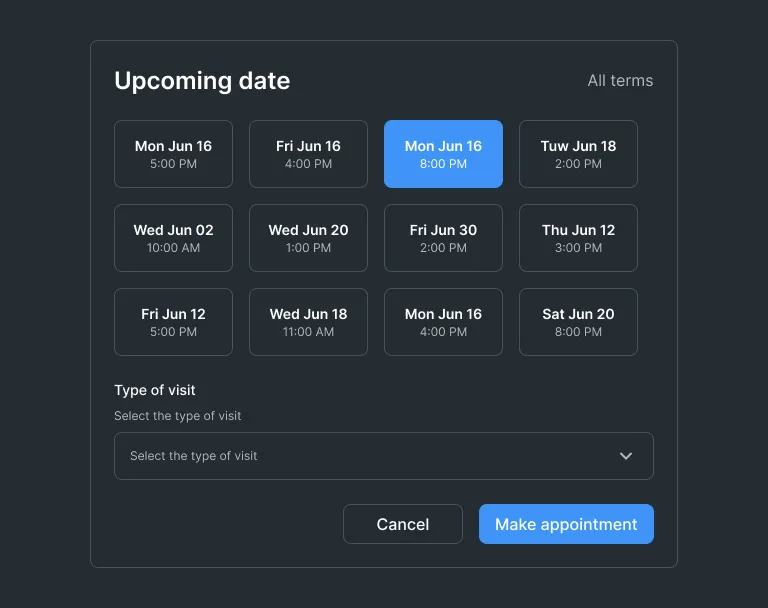 Upcoming date
All terms
Mon Jun 16
5:00 PM
Fri Jun 16
4:00 PM
Mon Jun 16
8:00 PM
Tuw Jun 18
2:00 PM
Wed Jun 02
10:00 AM
Wed Jun 20
1:00 PM
Fri Jun 30
2:00 PM
Thu Jun 12
3:00 PM
Fri Jun 12
5:00 PM
Wed Jun 18
11:00 AM
Mon Jun 16
4:00 PM
Sat Jun 20
8:00 PM
Type of visit
Select the type of visit
Select the type of visit
Cancel
Make appointment